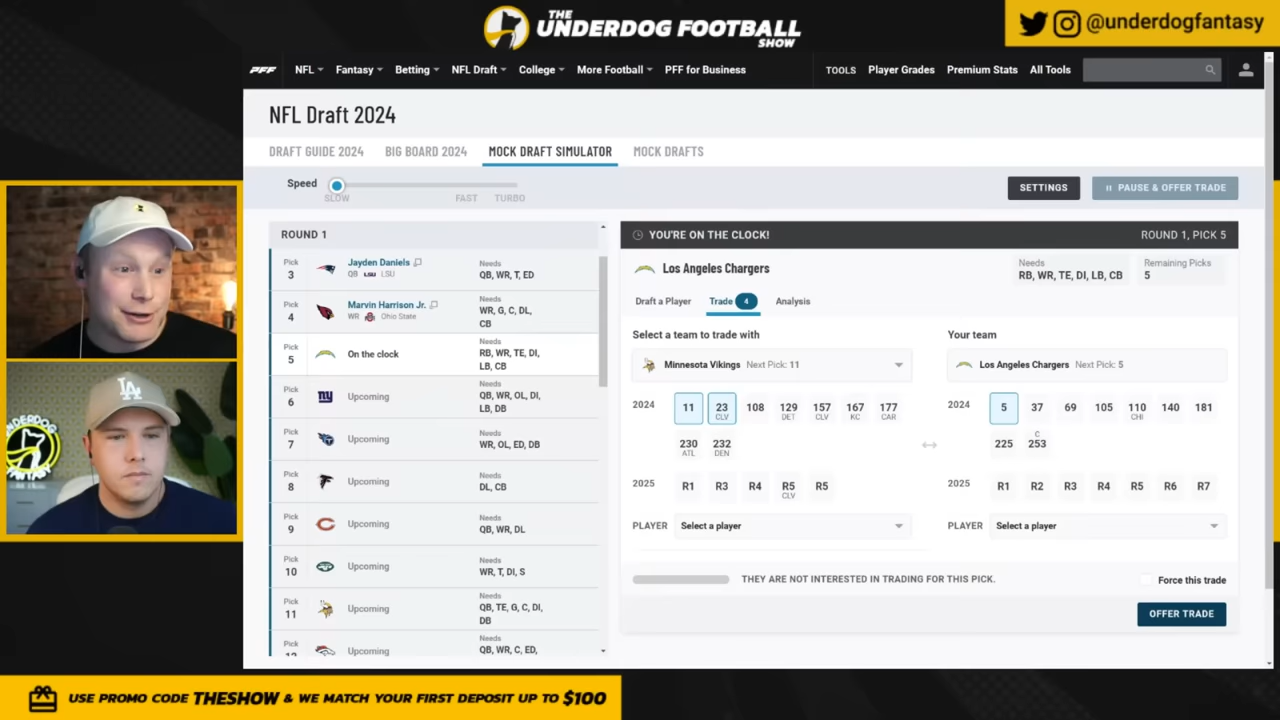 THE
UNDERDOG FOOTBALL
SHOW
@underdogfantasy
PFF NFL Fantasy Betting NFL Draft College More Football PFF for Business TOOLS Player Grades Premium Stats All Tools
NFL Draft 2024
DRAFT GUIDE 2024 BIG BOARD 2024 MOCK DRAFT SIMULATOR MOCK DRAFTS
Speed
SLOW FAST TURBO
SETTINGS PAUSE & OFFER TRADE
ROUND 1
Pick 3 Jayden Daniels Needs
QB LSU LSU QB, WR, T, ED
Pick 4 Marvin Harrison Jr. Needs
WR Ohio State WR, G, C, DL,
CB
Pick 5 On the clock Needs
RB, WR, TE, DI,
LB, CB
Pick 6 Upcoming Needs
QB, WR, OL, DI,
LB, DB
Pick 7 Upcoming Needs
WR, OL, ED, DB
Pick 8 Upcoming Needs
DL, CB
Pick 9 Upcoming Needs
QB, WR, DL
Pick 10 Upcoming Needs
WR, T, DI, S
Pick 11 Upcoming Needs
QB, TE, G, C, DI,
DB
Pick 12 Upcoming Needs
QB, WR, C, ED,
YOU'RE ON THE CLOCK! ROUND 1, PICK 5
Los Angeles Chargers
Needs
RB, WR, TE, DI, LB, CB
Remaining Picks
5
Draft a Player Trade 4 Analysis
Select a team to trade with
Minnesota Vikings Next Pick: 11
2024 11 23 108 129 157 167 177
CLV DET CLV KC CAR
230 232
ATL DEN
2025 R1 R3 R4 R5 R5
CLV
PLAYER Select a player
Your team
Los Angeles Chargers Next Pick: 5
2024 5 37 69 105 110 140 181
CHI
225 253
C
2025 R1 R2 R3 R4 R5 R6 R7
PLAYER Select a player
THEY ARE NOT INTERESTED IN TRADING FOR THIS PICK.
Force this trade
OFFER TRADE
LA
UNDERDOG
FANTASY
USE PROMO CODE THESHOW & WE MATCH YOUR FIRST DEPOSIT UP TO $100